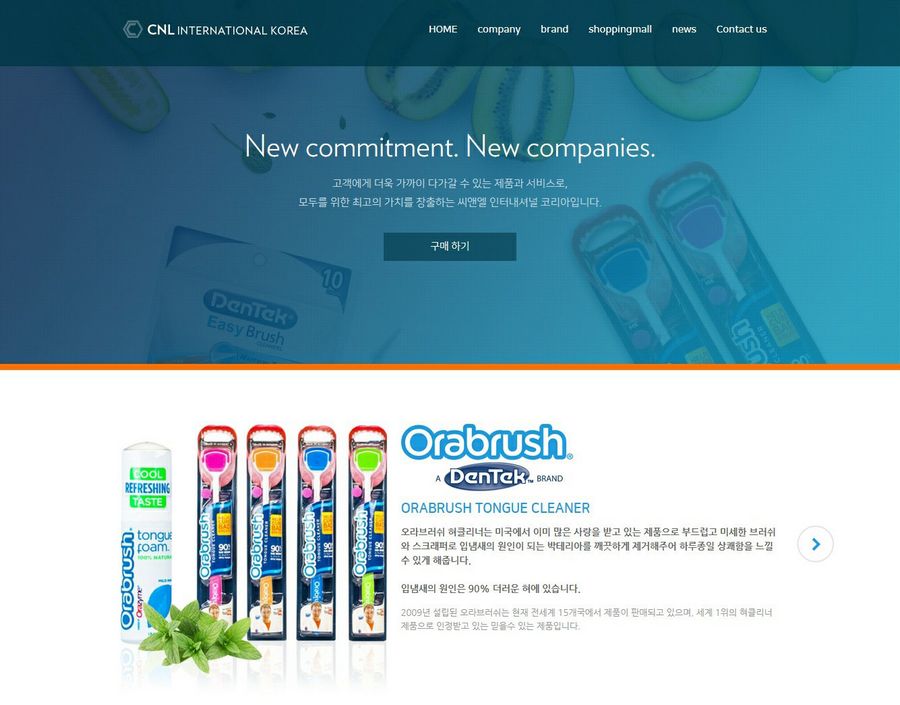 CNL INTERNATIONAL KOREA
HOME company brand shoppingmall news Contact us
New commitment. New companies.
고객에게 더욱 가까이 다가갈 수 있는 제품과 서비스로,
모두를 위한 최고의 가치를 창출하는 씨앤엘 인터내셔널 코리아입니다.
구매 하기
10
DenTek
Easy Brush
CLEANERS
COOL
REFRESHING
TASTE
Orabrush
tongue
foam
100% NATURAL
Orabrush
Orabrush
Orabrush
Orabrush
Orabrush
A DenTek BRAND
ORABRUSH TONGUE CLEANER
오라브러쉬 혀클리너는 미국에서 이미 많은 사랑을 받고 있는 제품으로 부드럽고 미세한 브러쉬
와 스크래퍼로 입냄새의 원인이 되는 박테리아를 깨끗하게 제거해주어 하루종일 상쾌함을 느낄
수 있게 해줍니다.
입냄새의 원인은 90% 더러운 혀에 있습니다.
2009년 설립된 오라브러쉬는 현재 전세계 15개국에서 제품이 판매되고 있으며, 세계 1위의 혀클리너
제품으로 인정받고 있는 믿을수 있는 제품입니다.